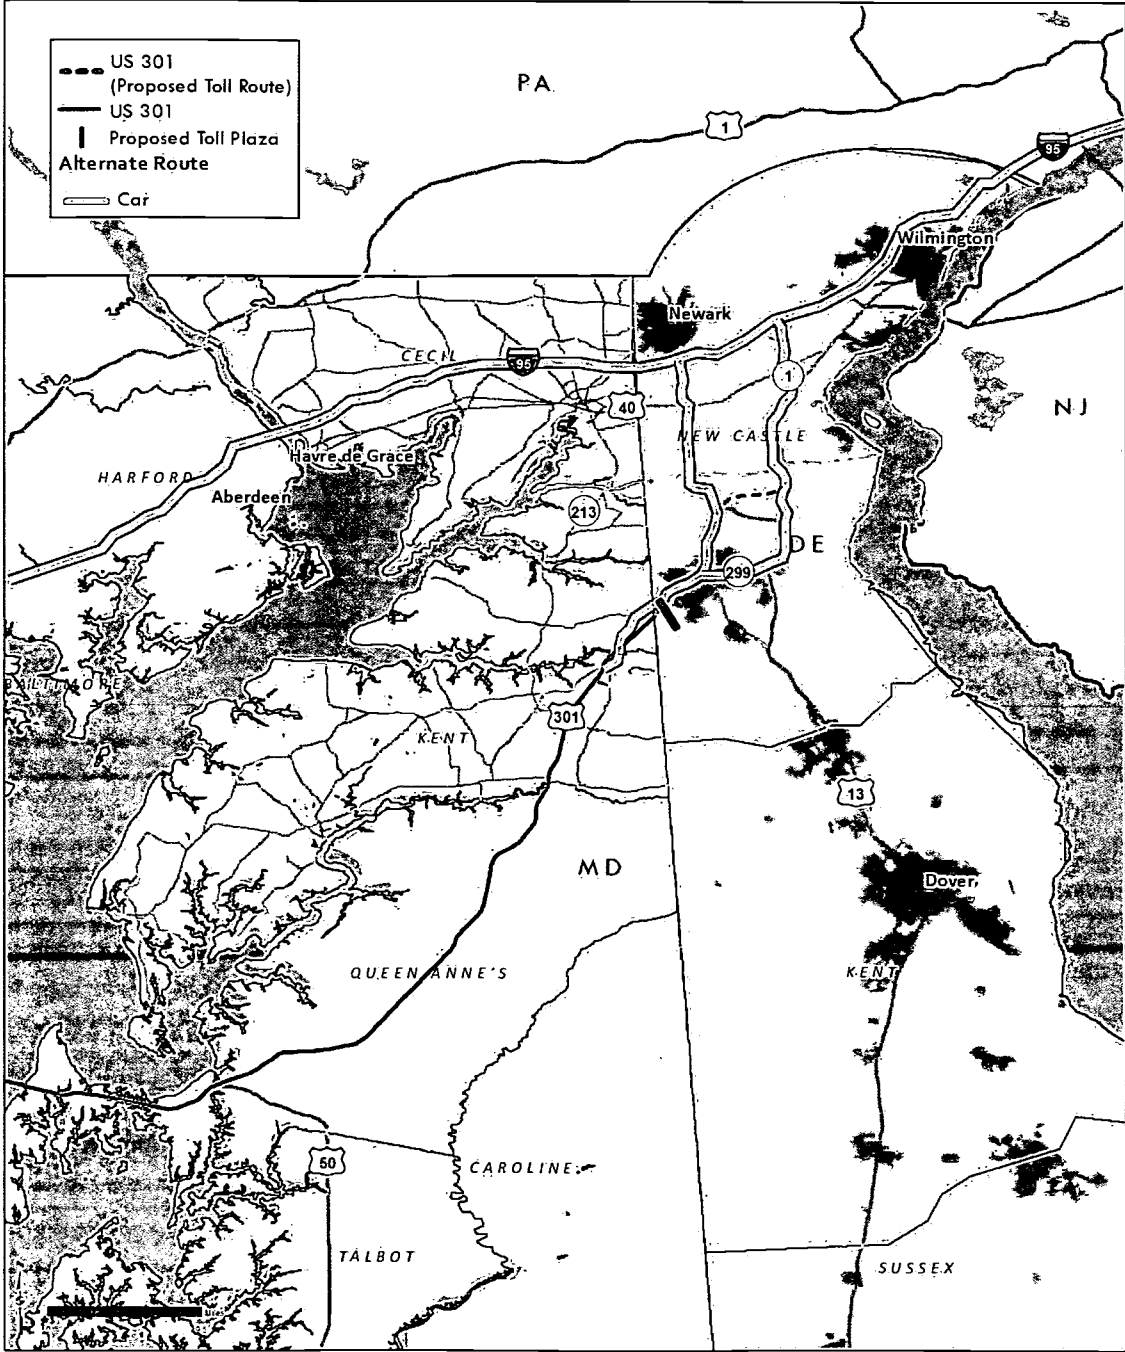 US 301
(Proposed Toll Route)
US 301
Proposed Toll Plaza
Alternate Route
Car
PA
1
95
Wilmington
Newark
CECIL
95
1
40
NJ
NEW CASTLE
HARFORD
Havre de Grace
Aberdeen
213
DE
299
BALTIMORE
301
KENT
13
MD
Dover
QUEEN ANNE'S
KENT
50
CAROLINE
TALBOT
SUSSEX